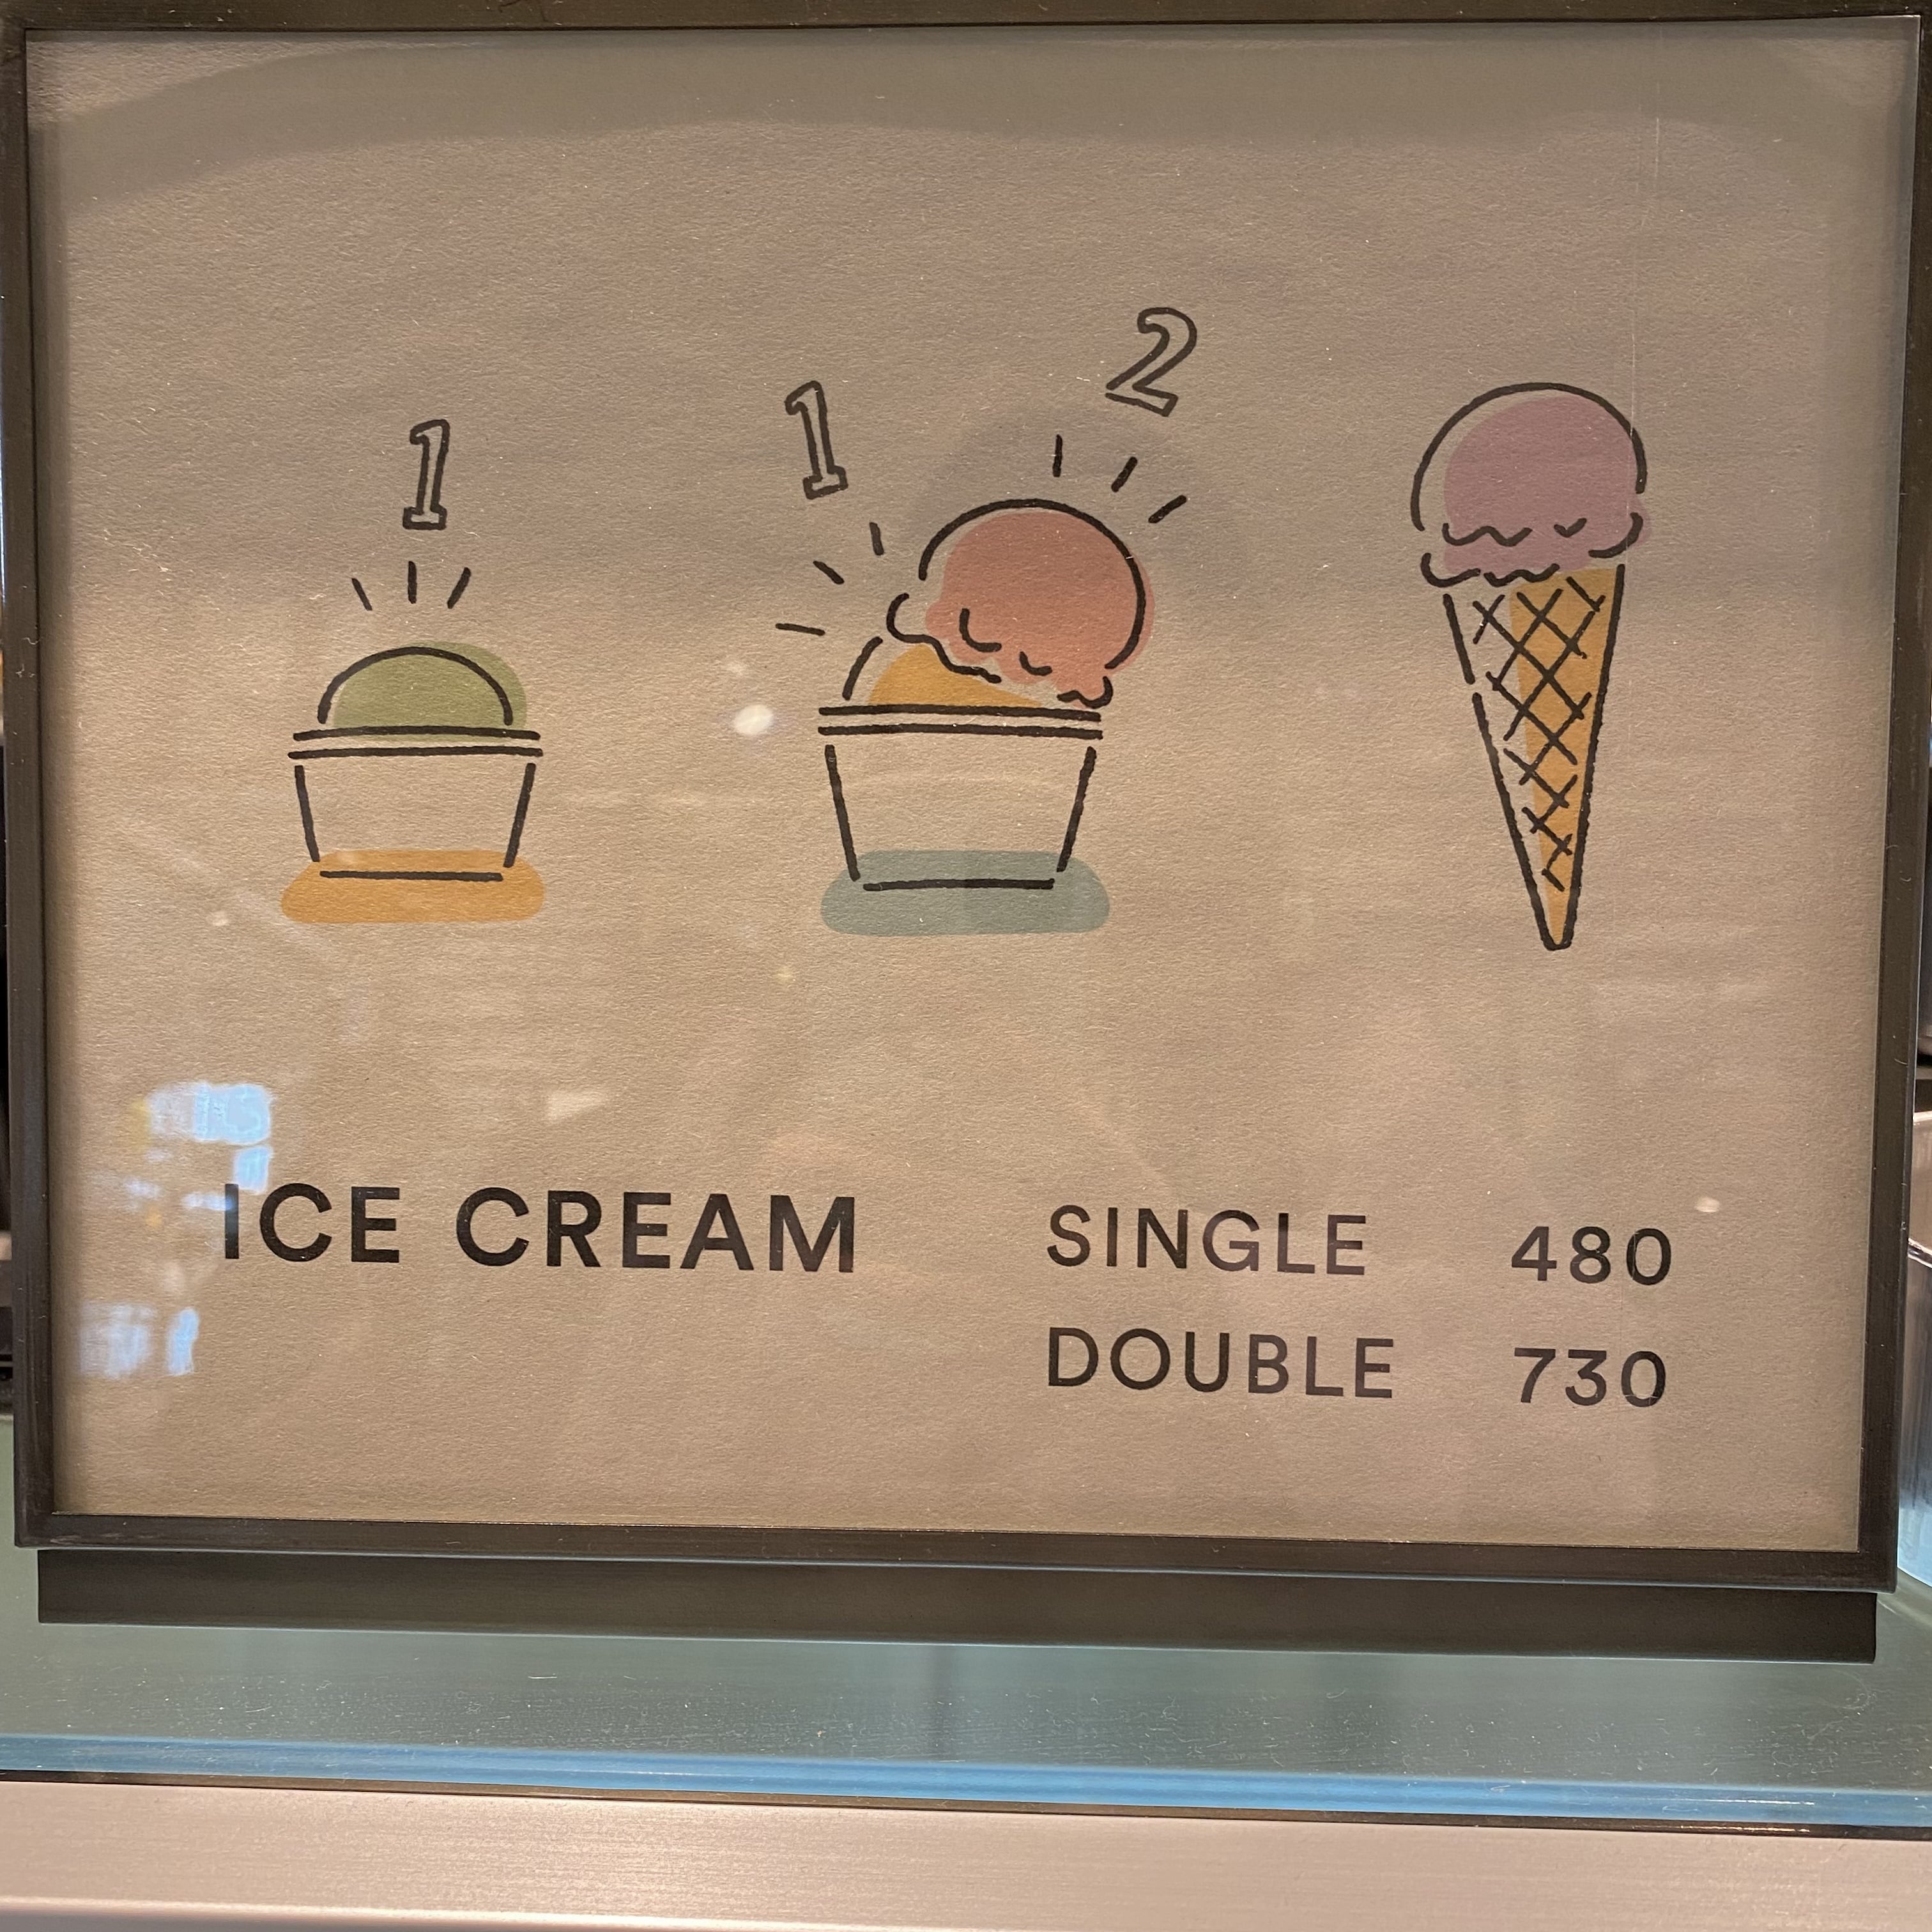 1
1 2
ICE CREAM
SINGLE 480
DOUBLE 730